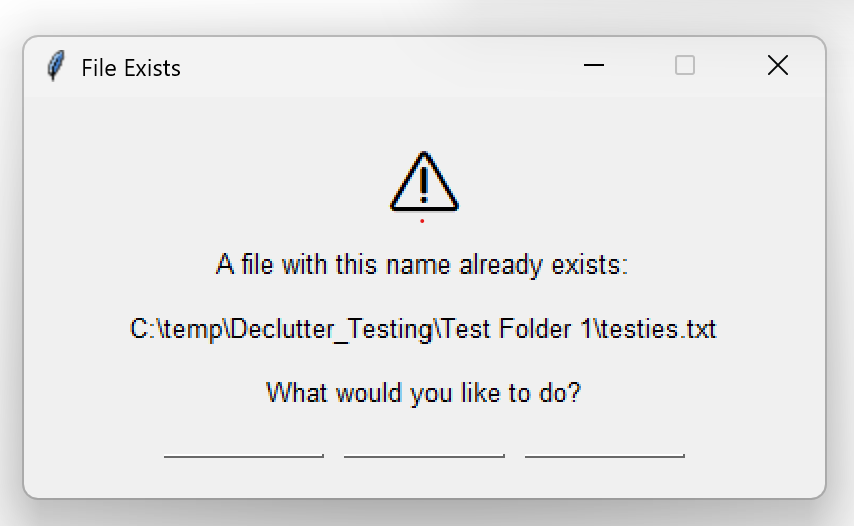 File Exists
A file with this name already exists:
C:\temp\Declutter_Testing\Test Folder 1\testies.txt
What would you like to do?